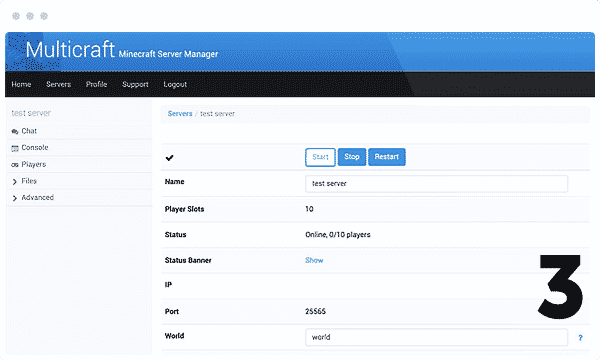 Multicraft Minecraft Server Manager
Home Servers Profile Support Logout
test server
Chat
Console
Players
Files
Advanced
Servers / test server
Start Stop Restart
Name test server
Player Slots 10
Status Online, 0/10 players
Status Banner Show
IP
Port 25565
World world ?
3